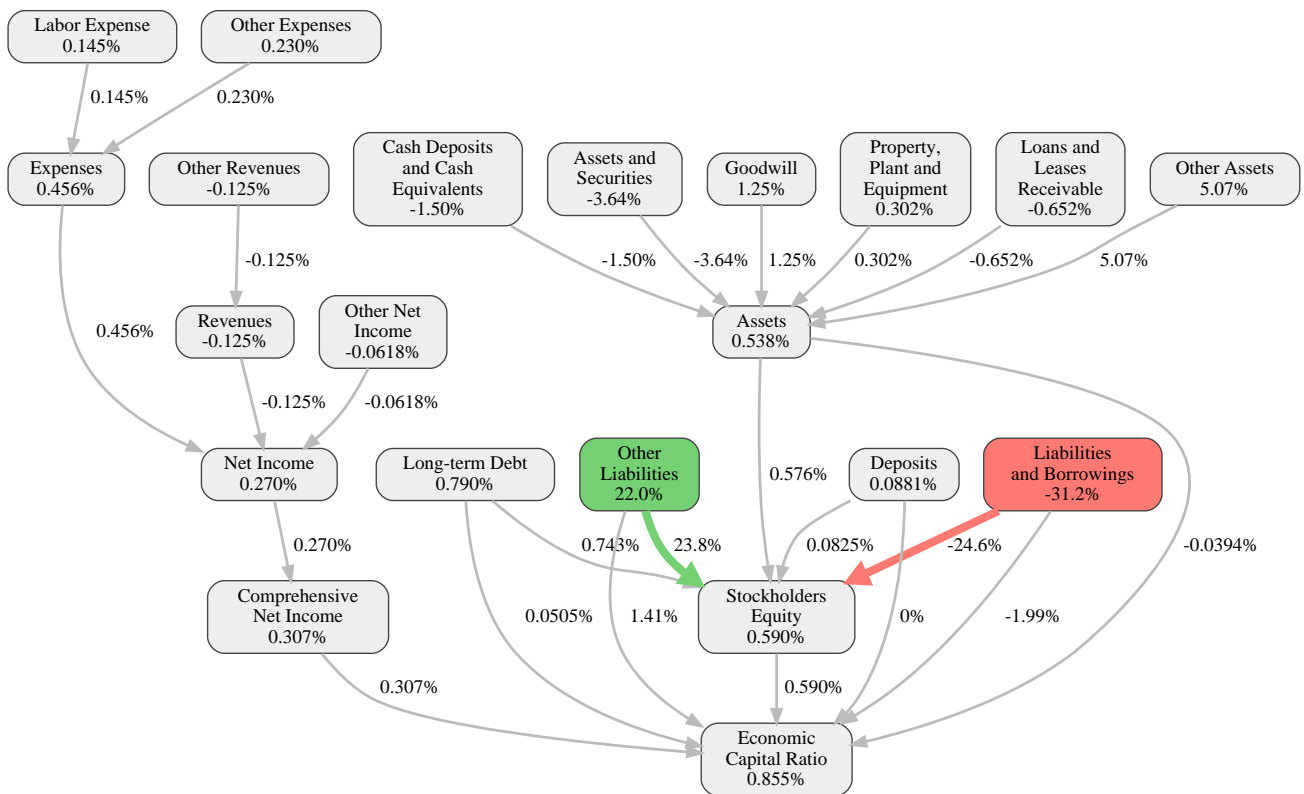 Labor Expense
0.145%
Other Expenses
0.230%
0.145%
0.230%
Expenses
0.456%
Other Revenues
-0.125%
Cash Deposits
and Cash
Equivalents
-1.50%
Assets and
Securities
-3.64%
Goodwill
1.25%
Property,
Plant and
Equipment
0.302%
Loans and
Leases
Receivable
-0.652%
Other Assets
5.07%
-0.125%
-1.50%
-3.64%
1.25%
0.302%
-0.652%
5.07%
0.456%
Revenues
-0.125%
Other Net
Income
-0.0618%
Assets
0.538%
-0.125%
-0.0618%
Net Income
0.270%
Long-term Debt
0.790%
Other
Liabilities
22.0%
0.576%
Deposits
0.0881%
Liabilities
and Borrowings
-31.2%
0.270%
0.743%
23.8%
0.0825%
-24.6%
-0.0394%
Comprehensive
Net Income
0.307%
0.0505%
1.41%
Stockholders
Equity
0.590%
0%
-1.99%
0.307%
0.590%
Economic
Capital Ratio
0.855%